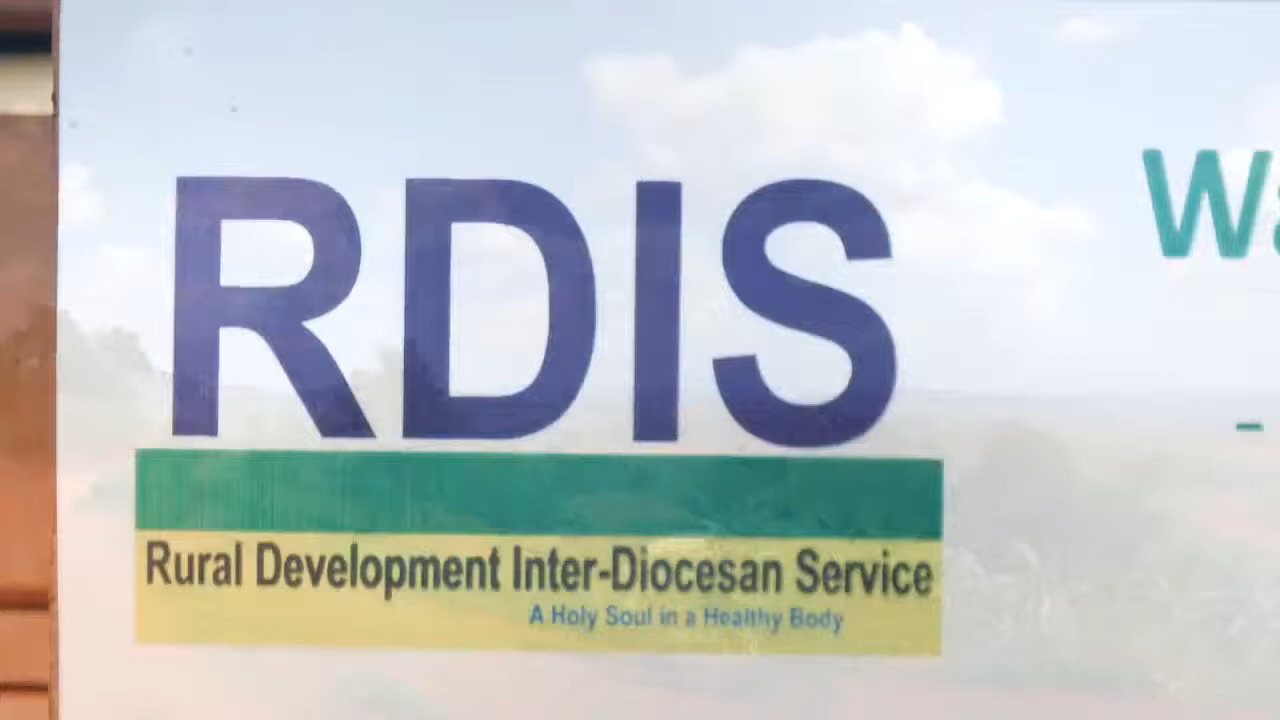 RDIS
Rural Development Inter-Diocesan Service
A Holy Soul in a Healthy Body